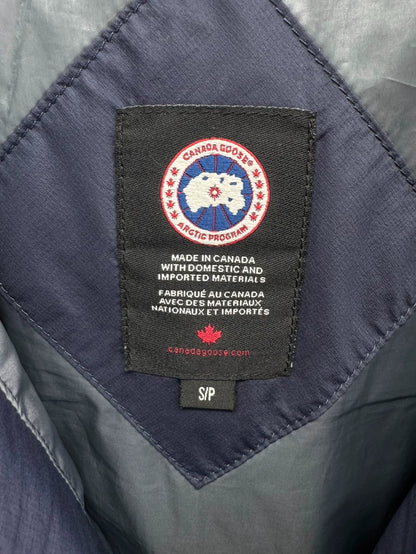 CANADA GOOSE®
ARCTIC PROGRAM
MADE IN CANADA
WITH DOMESTIC AND
IMPORTED MATERIALS
FABRIQUÉ AU CANADA
AVEC DES MATERIAUX
NATIONAUX ET IMPORTÉS
canadagoose.com
S/P